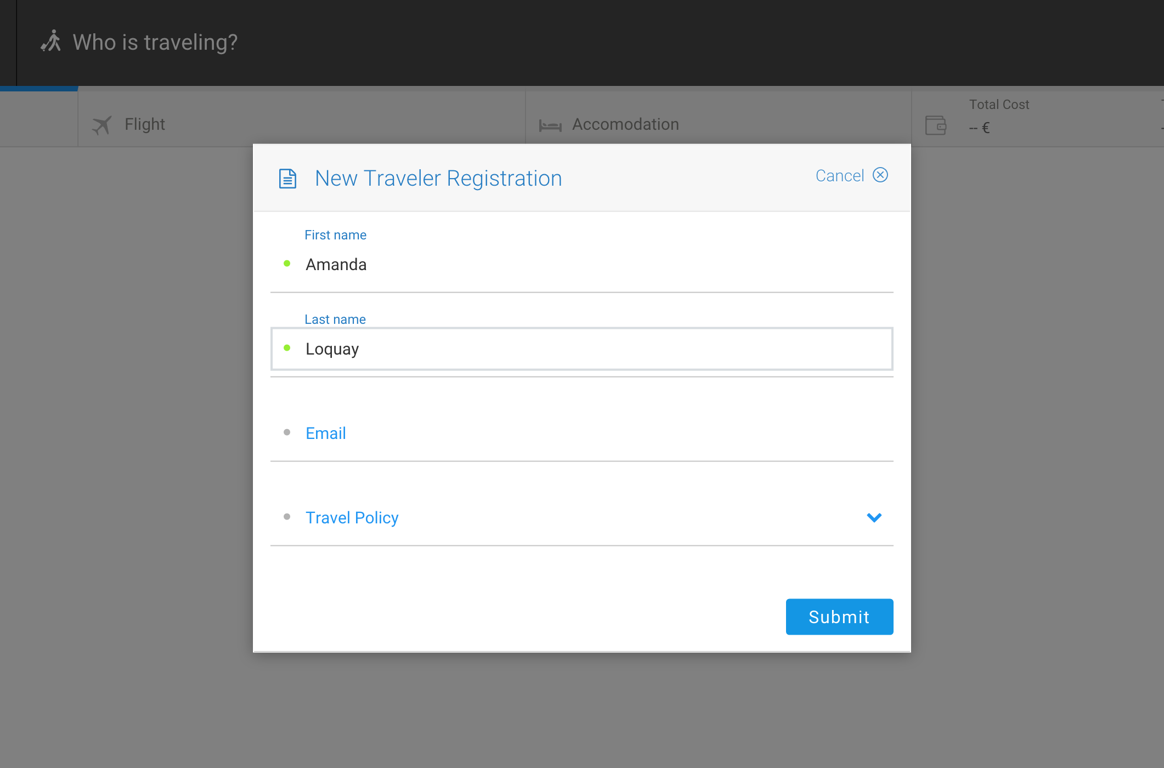 Who is traveling?
Flight
Accomodation
Total Cost
-- €
New Traveler Registration
Cancel
First name
Amanda
Last name
Loquay
Email
Travel Policy
Submit